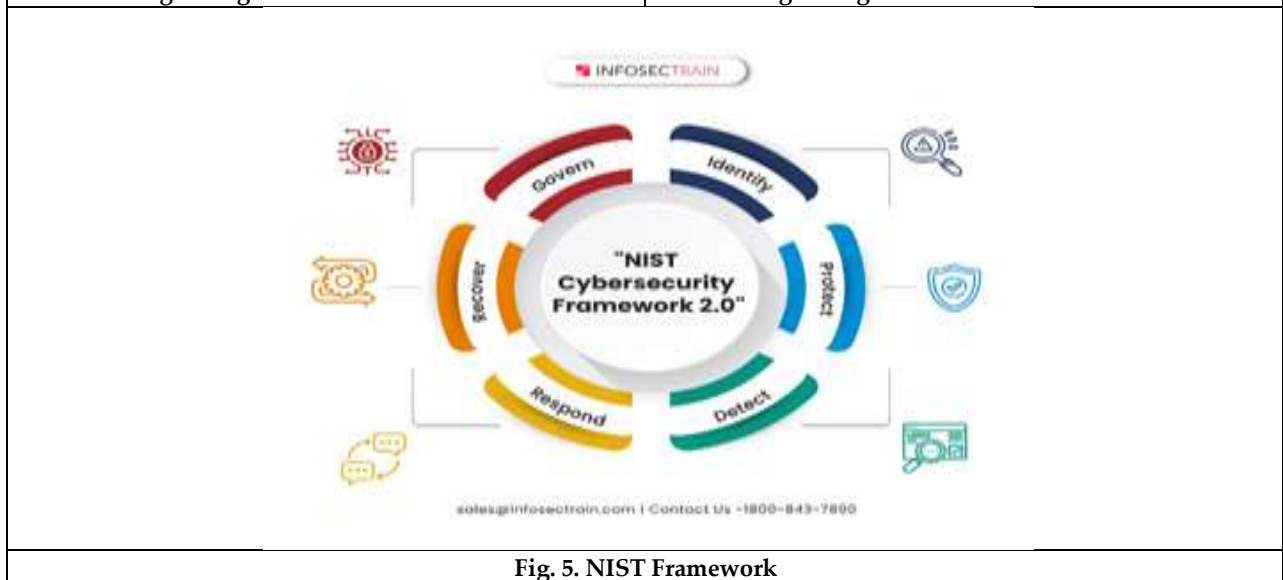 INFOSECTRAIN
Govern
Identify
Recover
"NIST
Cybersecurity
Framework 2.0"
Protect
Respond
Detect
sales@infosectrain.com | Contact Us -1800-843-7890
Fig. 5. NIST Framework